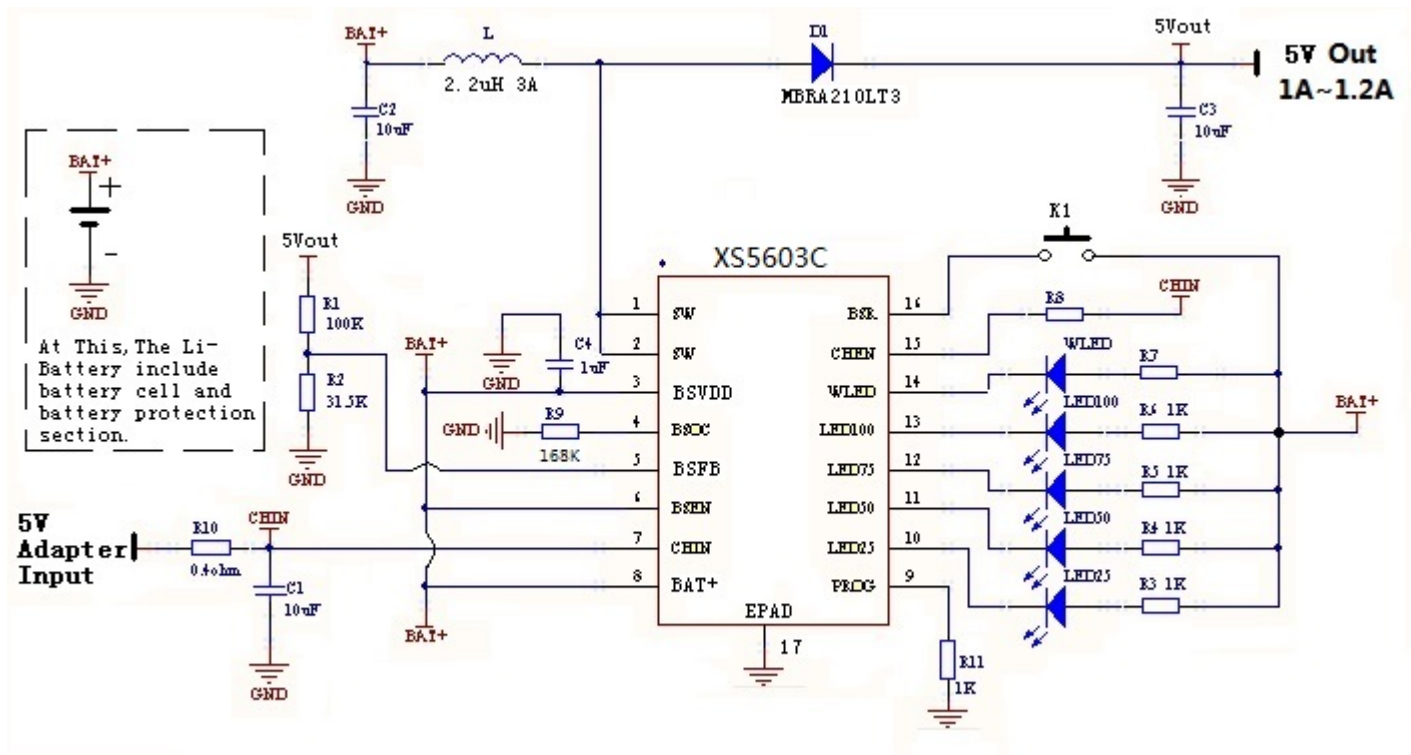 BAT+
L
2.2uH 3A
D1
MBRA210LT3
5Vout
5V Out
1A~1.2A
C2
10uF
GND
C3
10uF
GND
BAT+
+
-
GND
At This,The Li-
Battery include
battery cell and
battery protection
section.
5Vout
R1
100K
R2
31.5K
GND
BAT+
GND
C4
1uF
GND
R9
168K
XS5603C
1 SW
2 SW
3 BSVDD
4 BSOC
5 BSFB
6 BSEN
7 CHIN
8 BAT+
BSR 16
CHEN 15
WLED 14
LED100 13
LED75 12
LED50 11
LED25 10
PROG 9
EPAD
17
K1
R8
CHIN
WLED
R7
LED100
R6 1K
LED75
R5 1K
LED50
R4 1K
LED25
R3 1K
BAT+
R11
1K
5V
Adapter
Input
R10
0.4ohm
CHIN
C1
10uF
GND
BAT+